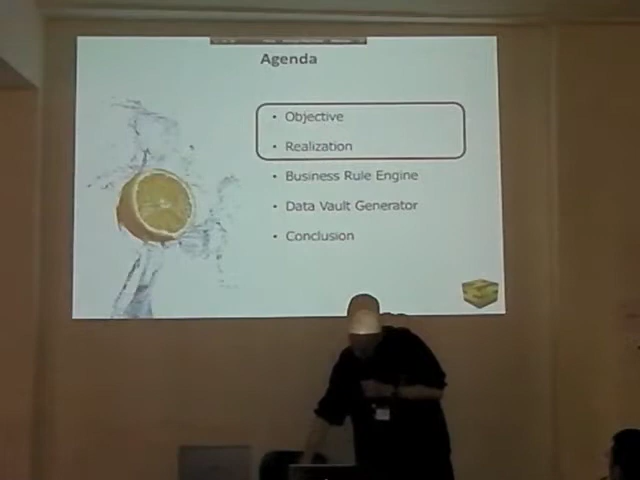 Agenda
• Objective
• Realization
• Business Rule Engine
• Data Vault Generator
• Conclusion